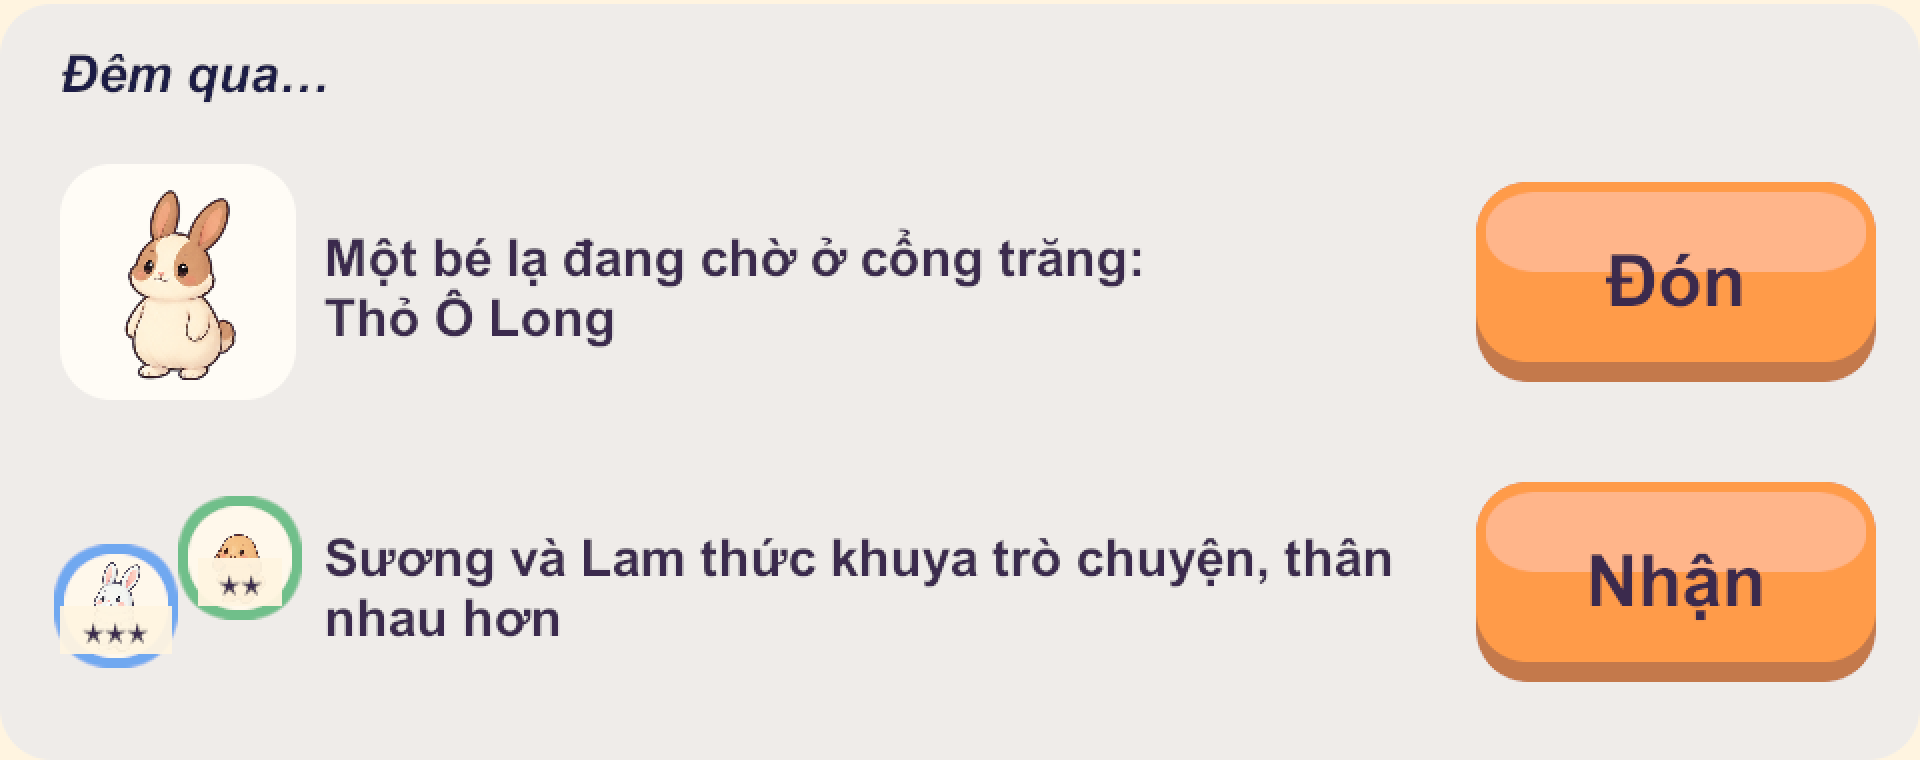 Đêm qua...
Một bé lạ đang chờ ở cổng trăng:
Thỏ Ô Long
Đón
Sương và Lam thức khuya trò chuyện, thân
nhau hơn
Nhận
★★
★★★